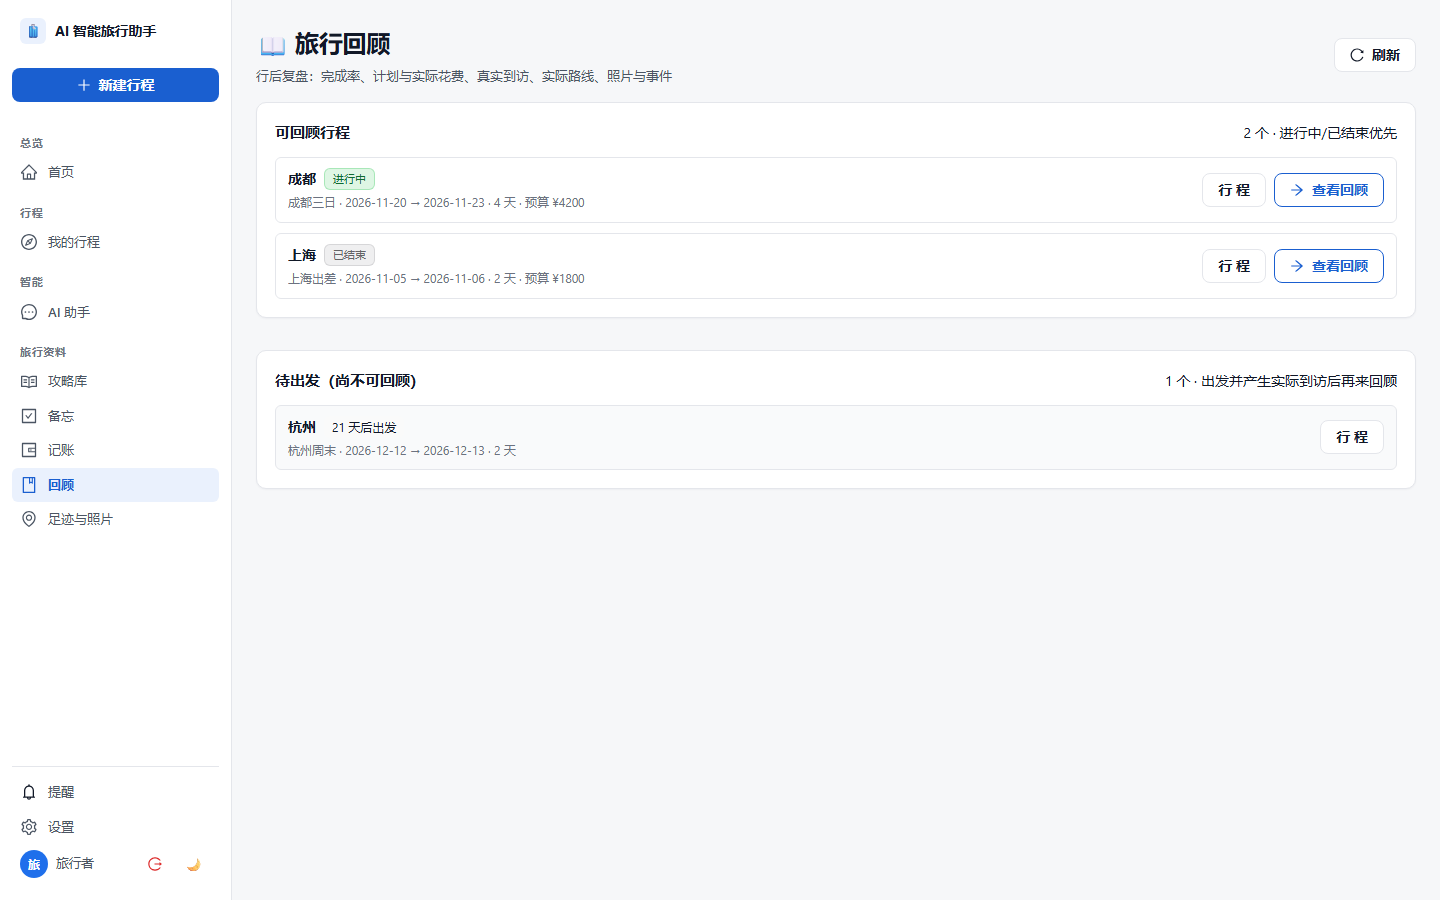 AI 智能旅行助手
新建行程
总览
首页
行程
我的行程
智能
AI 助手
旅行资料
攻略库
备忘
记账
回顾
足迹与照片
提醒
设置
旅 旅行者
旅行回顾
行后复盘：完成率、计划与实际花费、真实到访、实际路线、照片与事件
刷新
可回顾行程
2 个 · 进行中/已结束优先
成都 进行中
成都三日 · 2026-11-20 → 2026-11-23 · 4 天 · 预算 ¥4200
行 程
查看回顾
上海 已结束
上海出差 · 2026-11-05 → 2026-11-06 · 2 天 · 预算 ¥1800
行 程
查看回顾
待出发（尚不可回顾）
1 个 · 出发并产生实际到访后再来回顾
杭州 21 天后出发
杭州周末 · 2026-12-12 → 2026-12-13 · 2 天
行 程